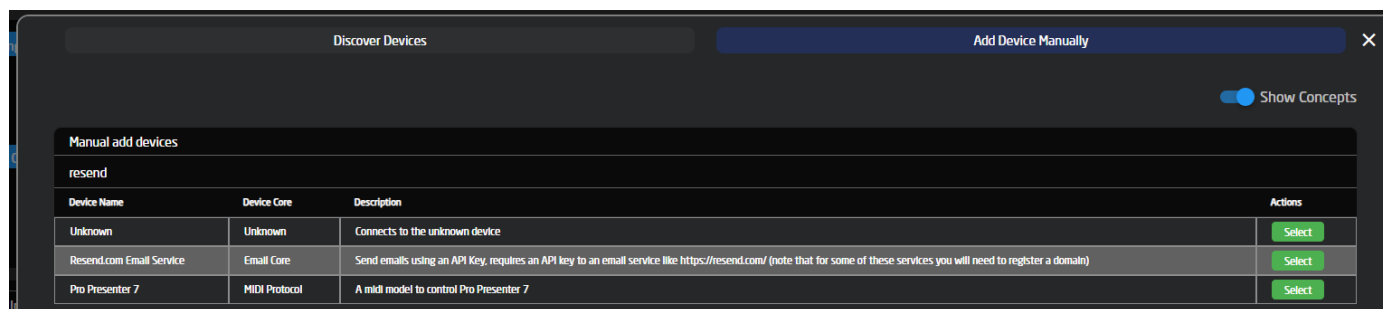 Discover Devices
Add Device Manually
Show Concepts
Manual add devices
resend
Device Name Device Core Description Actions
Unknown Unknown Connects to the unknown device Select
Resend.com Email Service Email Core Send emails using an API Key, requires an API key to an email service like https://resend.com/ (note that for some of these services you will need to register a domain) Select
Pro Presenter 7 MIDI Protocol A midi model to control Pro Presenter 7 Select